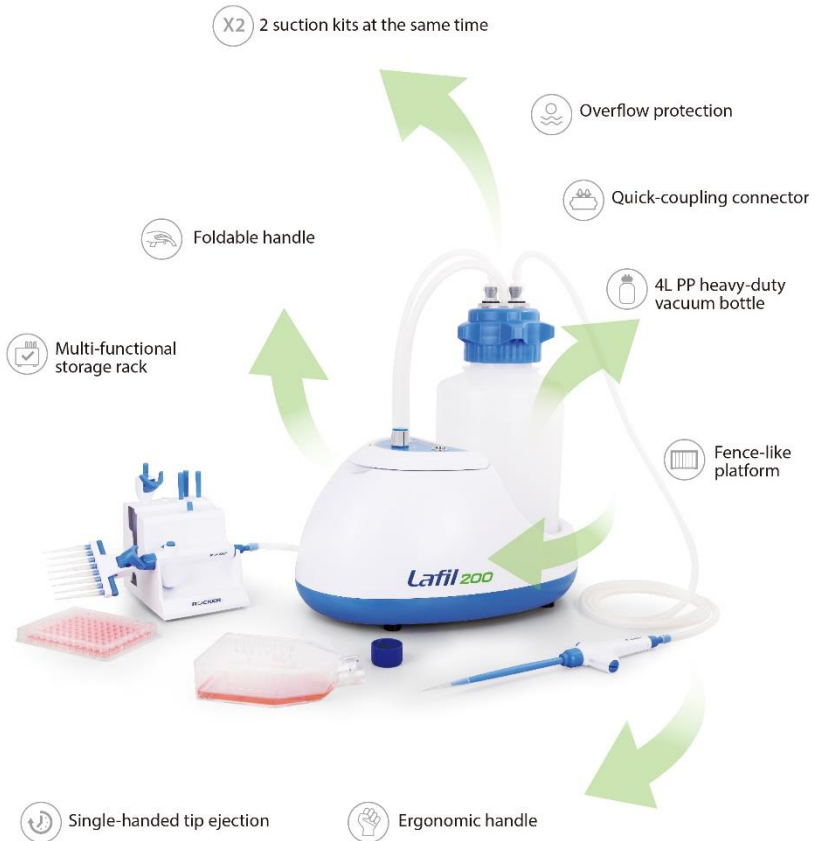 X2 2 suction kits at the same time
Overflow protection
Quick-coupling connector
Foldable handle
4L PP heavy-duty
vacuum bottle
Multi-functional
storage rack
Fence-like
platform
Lafil 200
ROCKER
Single-handed tip ejection
Ergonomic handle